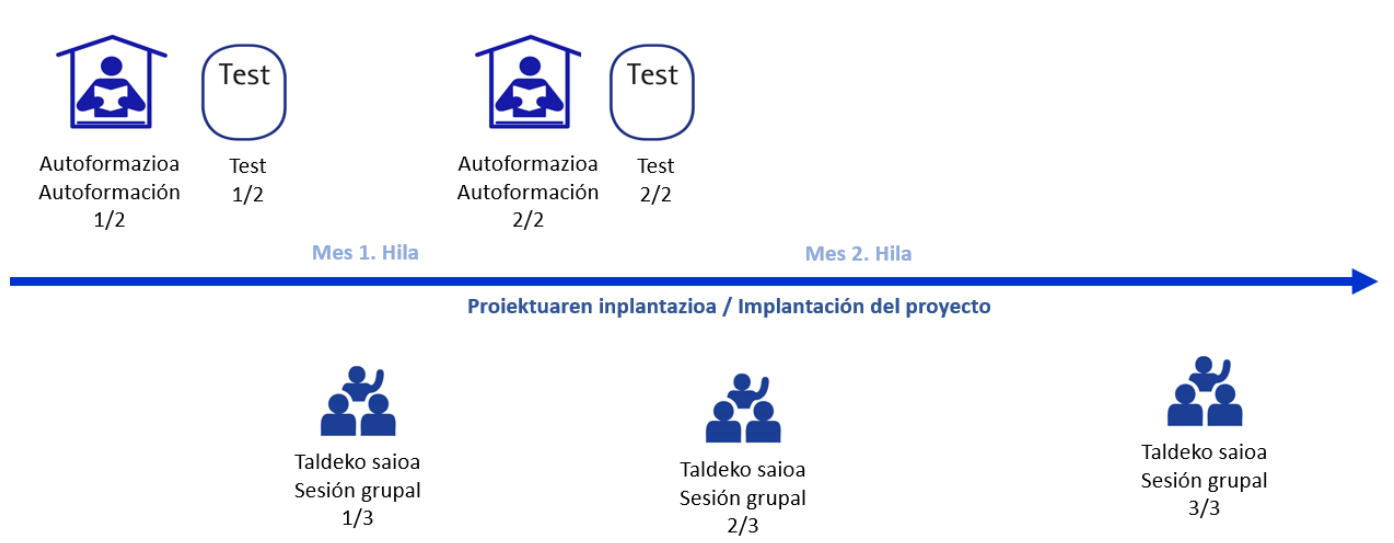 Test
Autoformazioa
Autoformación
1/2
Test
1/2
Test
Autoformazioa
Autoformación
2/2
Test
2/2
Mes 1. Hila
Mes 2. Hila
Proiektuaren inplantazioa / Implantación del proyecto
Taldeko saioa
Sesión grupal
1/3
Taldeko saioa
Sesión grupal
2/3
Taldeko saioa
Sesión grupal
3/3